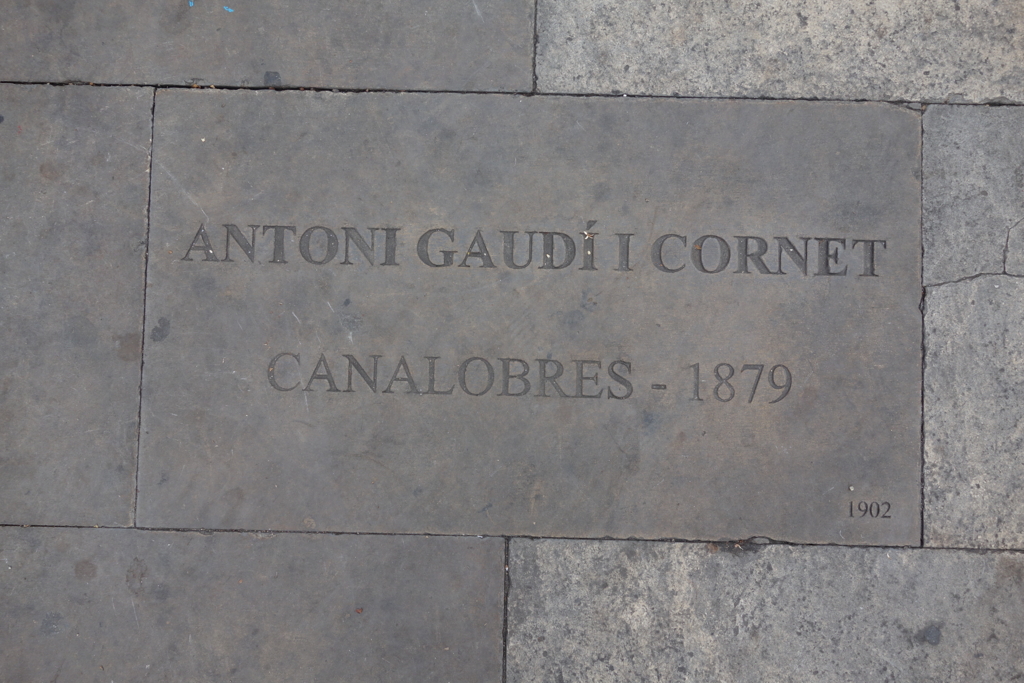 ANTONI GAUDÍ I CORNET
CANALOBRES - 1879
1902